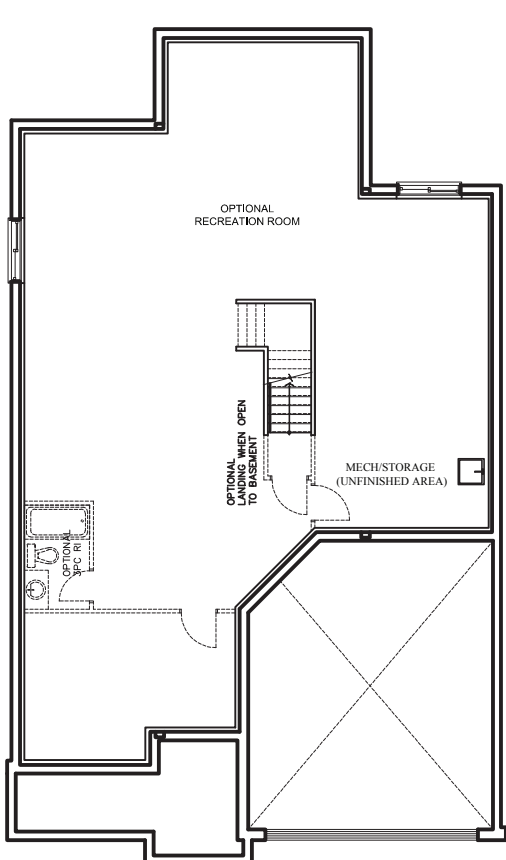 OPTIONAL
RECREATION ROOM
OPTIONAL
LANDING WHEN OPEN
TO BASEMENT
MECH/STORAGE
(UNFINISHED AREA)
OPTIONAL
3PC RI